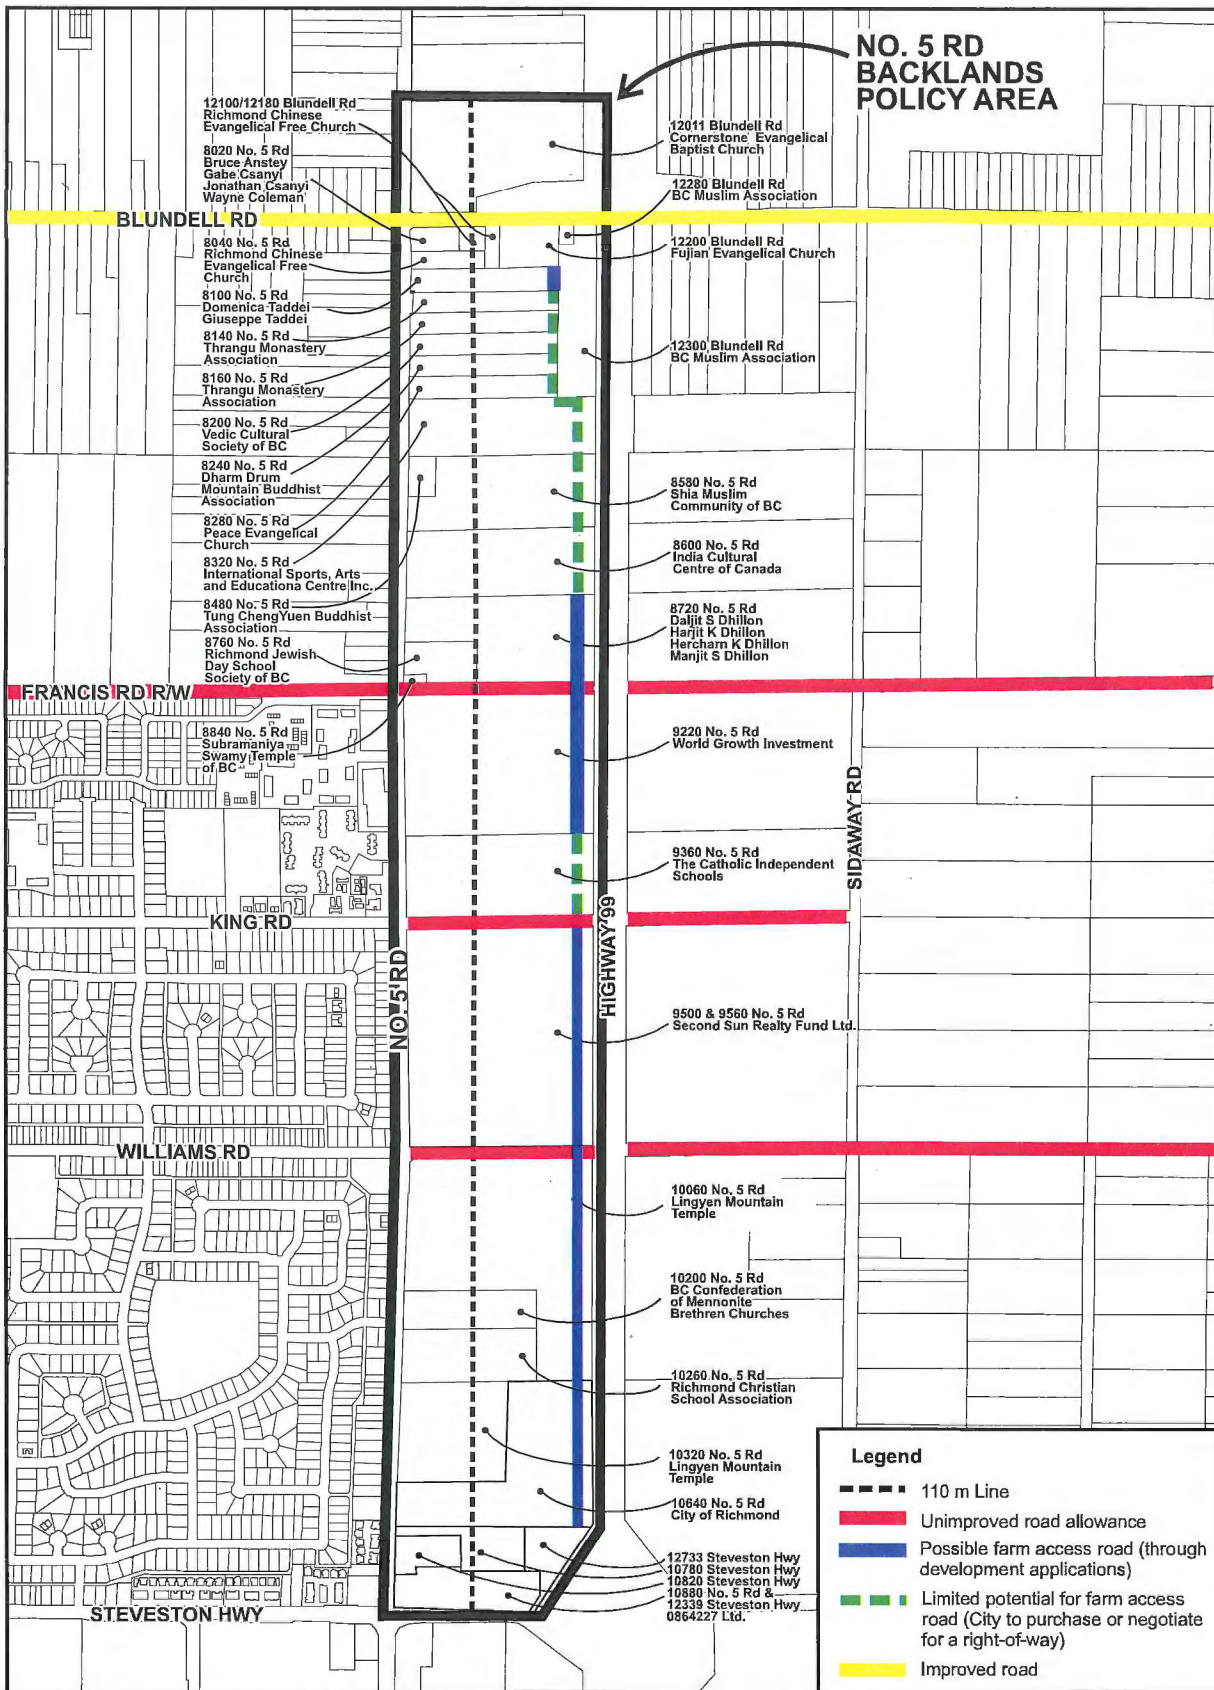 NO. 5 RD
BACKLANDS
POLICY AREA
12100/12180 Blundell Rd
Richmond Chinese
Evangelical Free Church
8020 No. 5 Rd
Bruce Anstey
Gabe Csanyi
Jonathan Csanyi
Wayne Coleman
12011 Blundell Rd
Cornerstone Evangelical
Baptist Church
12280 Blundell Rd
BC Muslim Association
BLUNDELL RD
8040 No. 5 Rd
Richmond Chinese
Evangelical Free
Church
12200 Blundell Rd
Fujian Evangelical Church
8100 No. 5 Rd
Domenica Taddei
Giuseppe Taddei
8140 No. 5 Rd
Thrangu Monastery
Association
12300 Blundell Rd
BC Muslim Association
8160 No. 5 Rd
Thrangu Monastery
Association
8200 No. 5 Rd
Vedic Cultural
Society of BC
8240 No. 5 Rd
Dharm Drum
Mountain Buddhist
Association
8580 No. 5 Rd
Shia Muslim
Community of BC
8280 No. 5 Rd
Peace Evangelical
Church
8600 No. 5 Rd
India Cultural
Centre of Canada
8320 No. 5 Rd
International Sports, Arts
and Educationa Centre Inc.
8480 No. 5 Rd
Tung ChengYuen Buddhist
Association
8720 No. 5 Rd
Daljit S Dhillon
Harjit K Dhillon
Hercharn K Dhillon
Manjit S Dhillon
8760 No. 5 Rd
Richmond Jewish
Day School
Society of BC
FRANCIS RD R/W
8840 No. 5 Rd
Subramaniya
Swamy Temple
of BC
9220 No. 5 Rd
World Growth Investment
SIDAWAY RD
9360 No. 5 Rd
The Catholic Independent
Schools
KING RD
NO. 5 RD
HIGHWAY 99
9500 & 9560 No. 5 Rd
Second Sun Realty Fund Ltd.
WILLIAMS RD
10060 No. 5 Rd
Lingyen Mountain
Temple
10200 No. 5 Rd
BC Confederation
of Mennonite
Brethren Churches
10260 No. 5 Rd
Richmond Christian
School Association
10320 No. 5 Rd
Lingyen Mountain
Temple
10640 No. 5 Rd
City of Richmond
12733 Steveston Hwy
10780 Steveston Hwy
10820 Steveston Hwy
10880 No. 5 Rd &
12339 Steveston Hwy
0864227 Ltd.
STEVESTON HWY
Legend
110 m Line
Unimproved road allowance
Possible farm access road (through
development applications)
Limited potential for farm access
road (City to purchase or negotiate
for a right-of-way)
Improved road